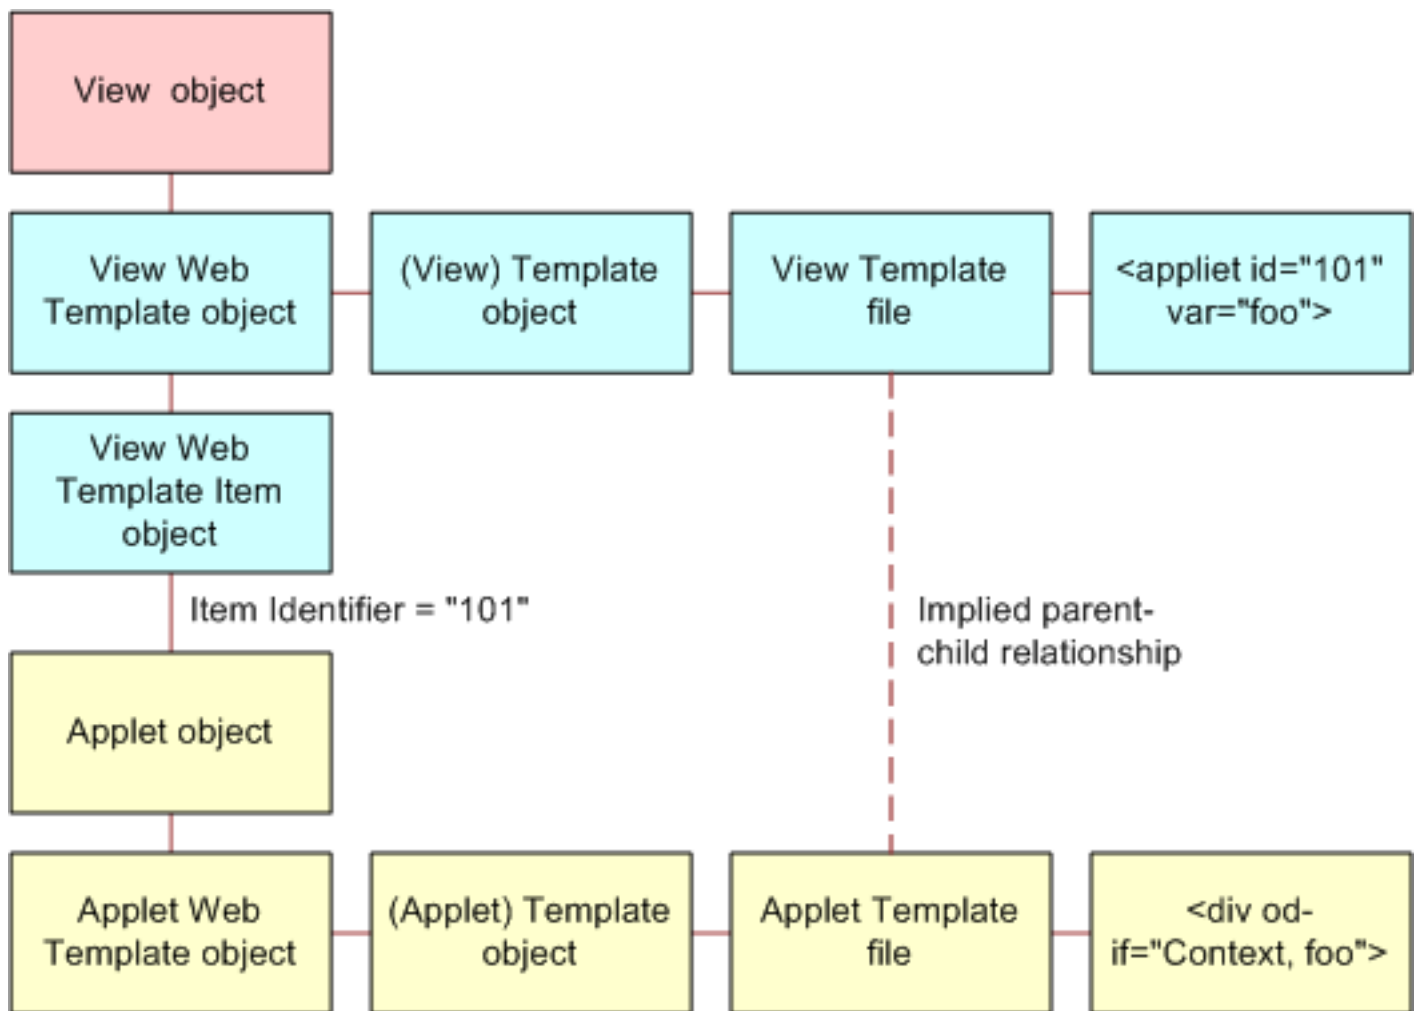 View object
View Web
Template object
(View) Template
object
View Template
file
<appliet id="101"
var="foo">
View Web
Template Item
object
Item Identifier = "101"
Implied parent-
child relationship
Applet object
Applet Web
Template object
(Applet) Template
object
Applet Template
file
<div od-
if="Context, foo">